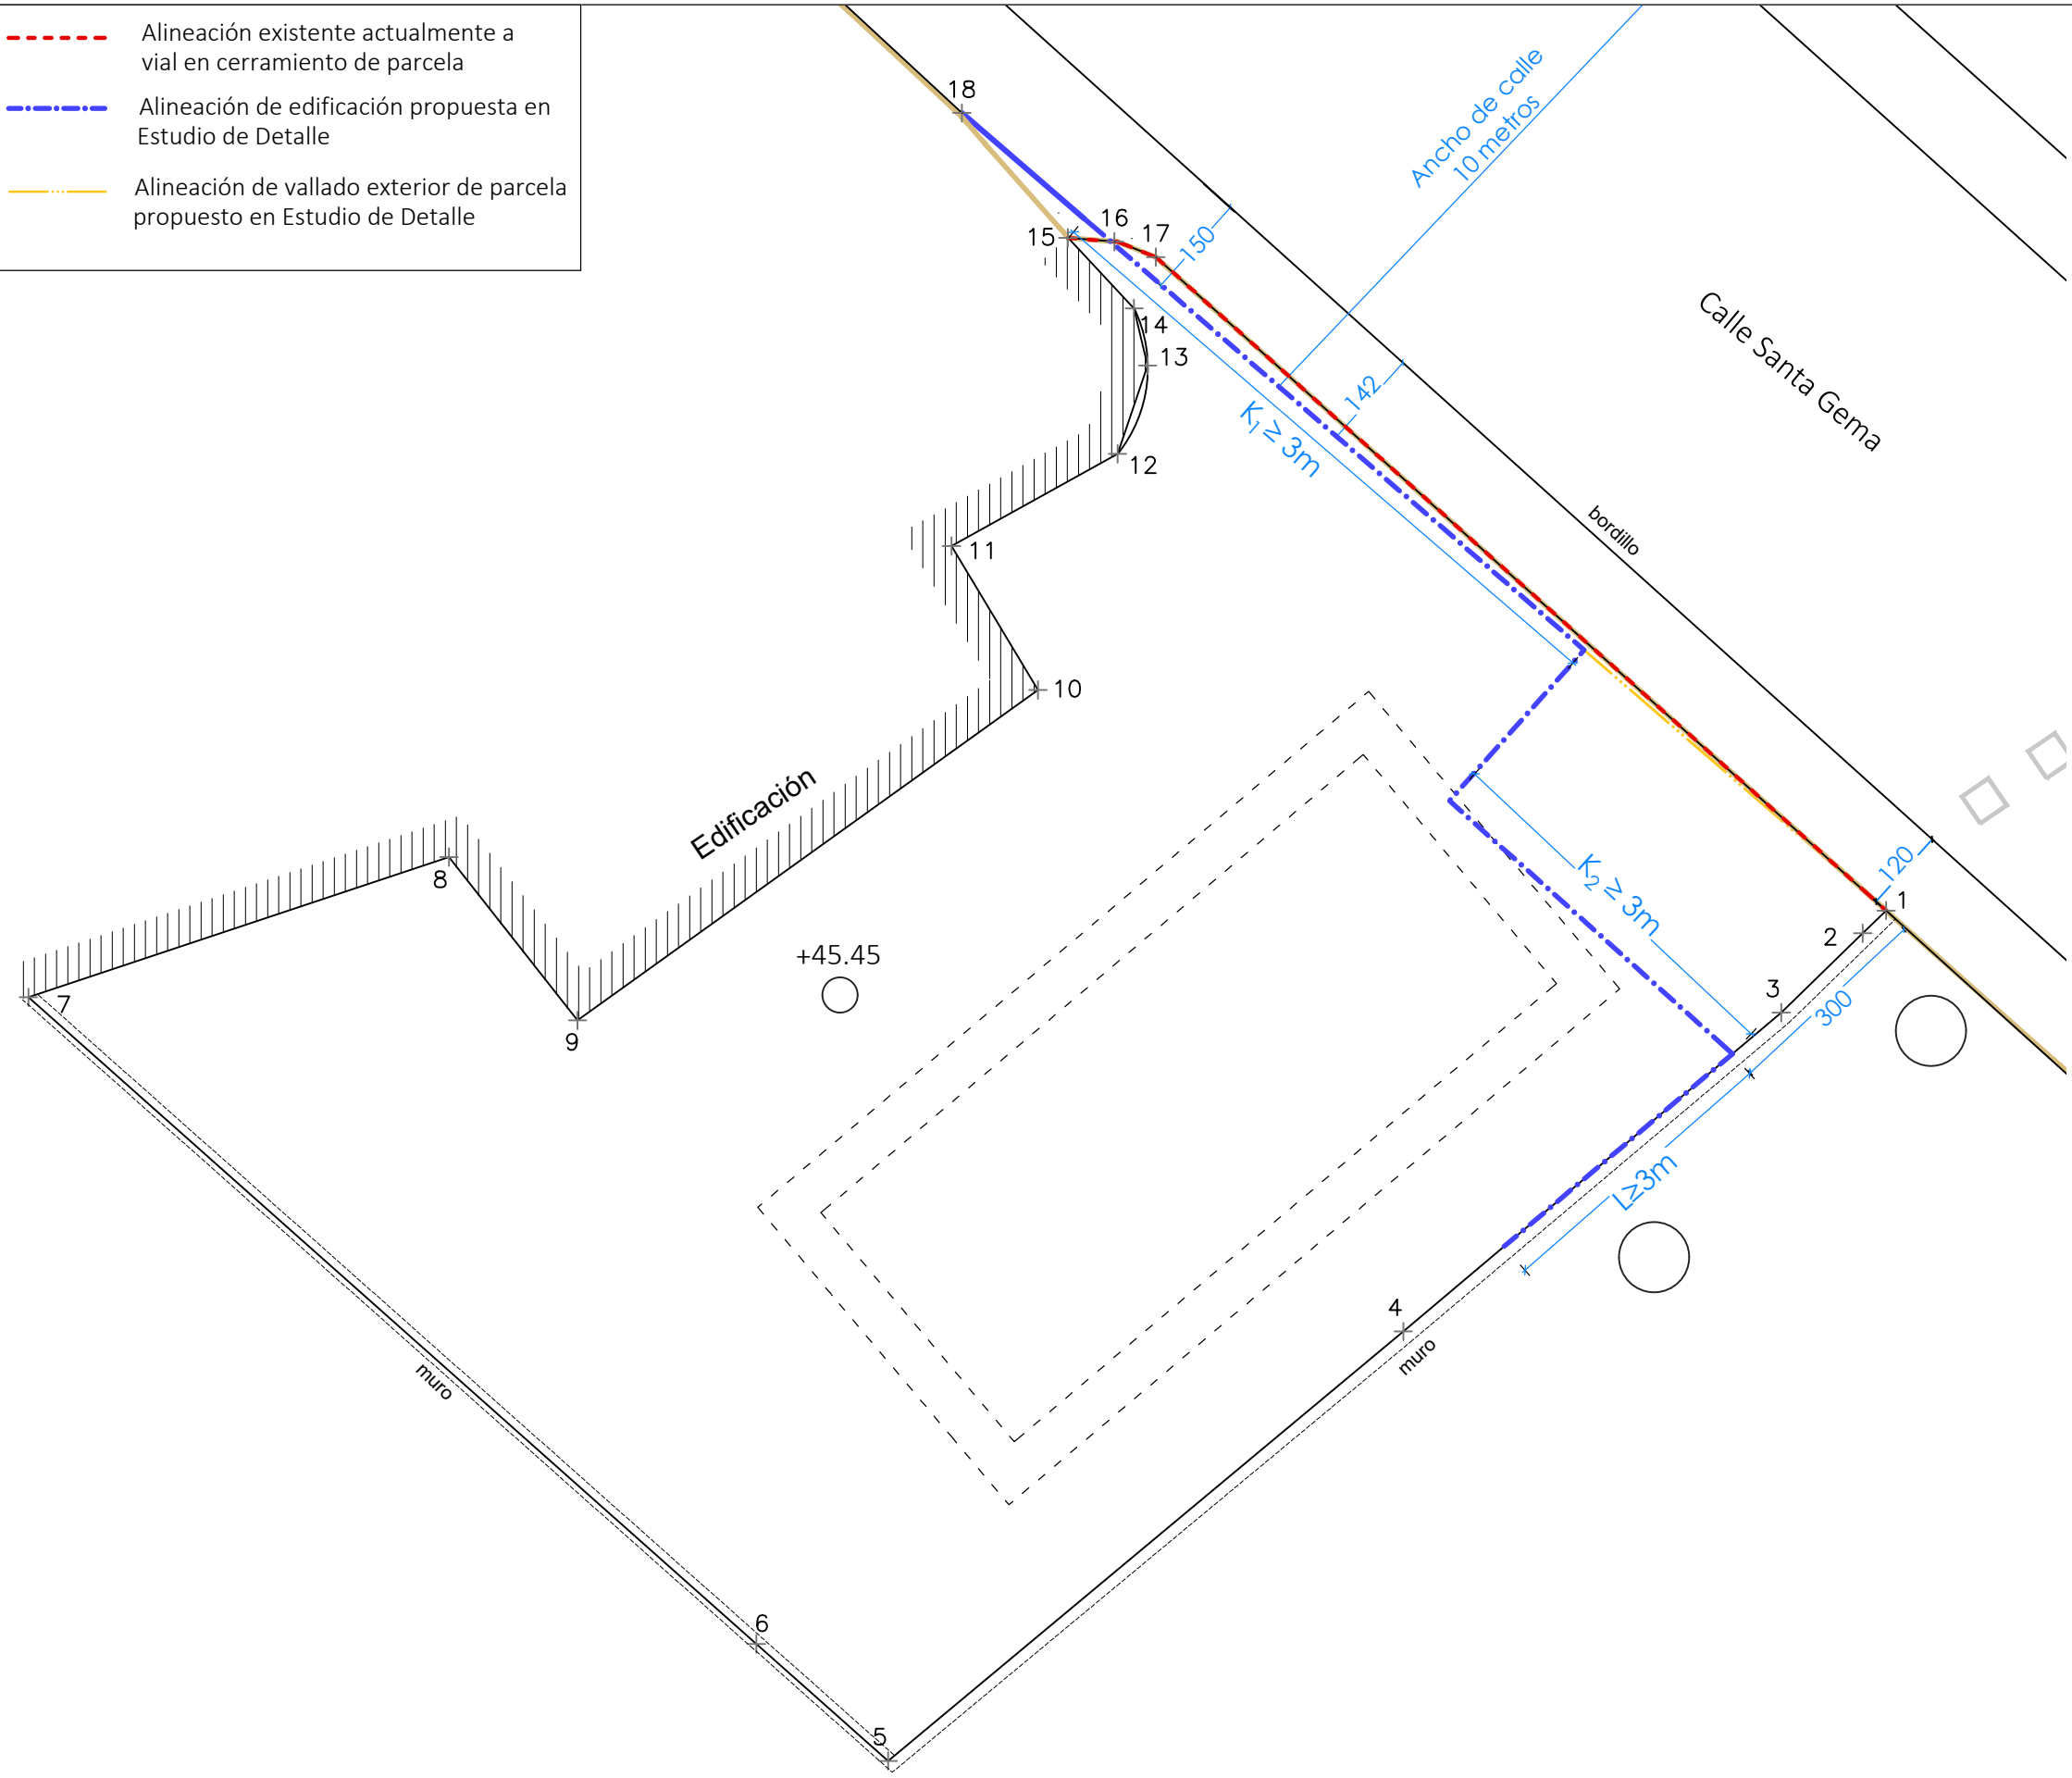 Alineación existente actualmente a
vial en cerramiento de parcela
Alineación de edificación propuesta en
Estudio de Detalle
Alineación de vallado exterior de parcela
propuesto en Estudio de Detalle
18
Ancho de calle
10 metros
15
16
17
150
14
13
142
Calle Santa Gema
K1 ≥ 3m
12
bordillo
11
10
Edificación
8
K2 ≥ 3m
120
1
2
+45.45
3
7
300
9
L≥3m
4
muro
muro
6
5